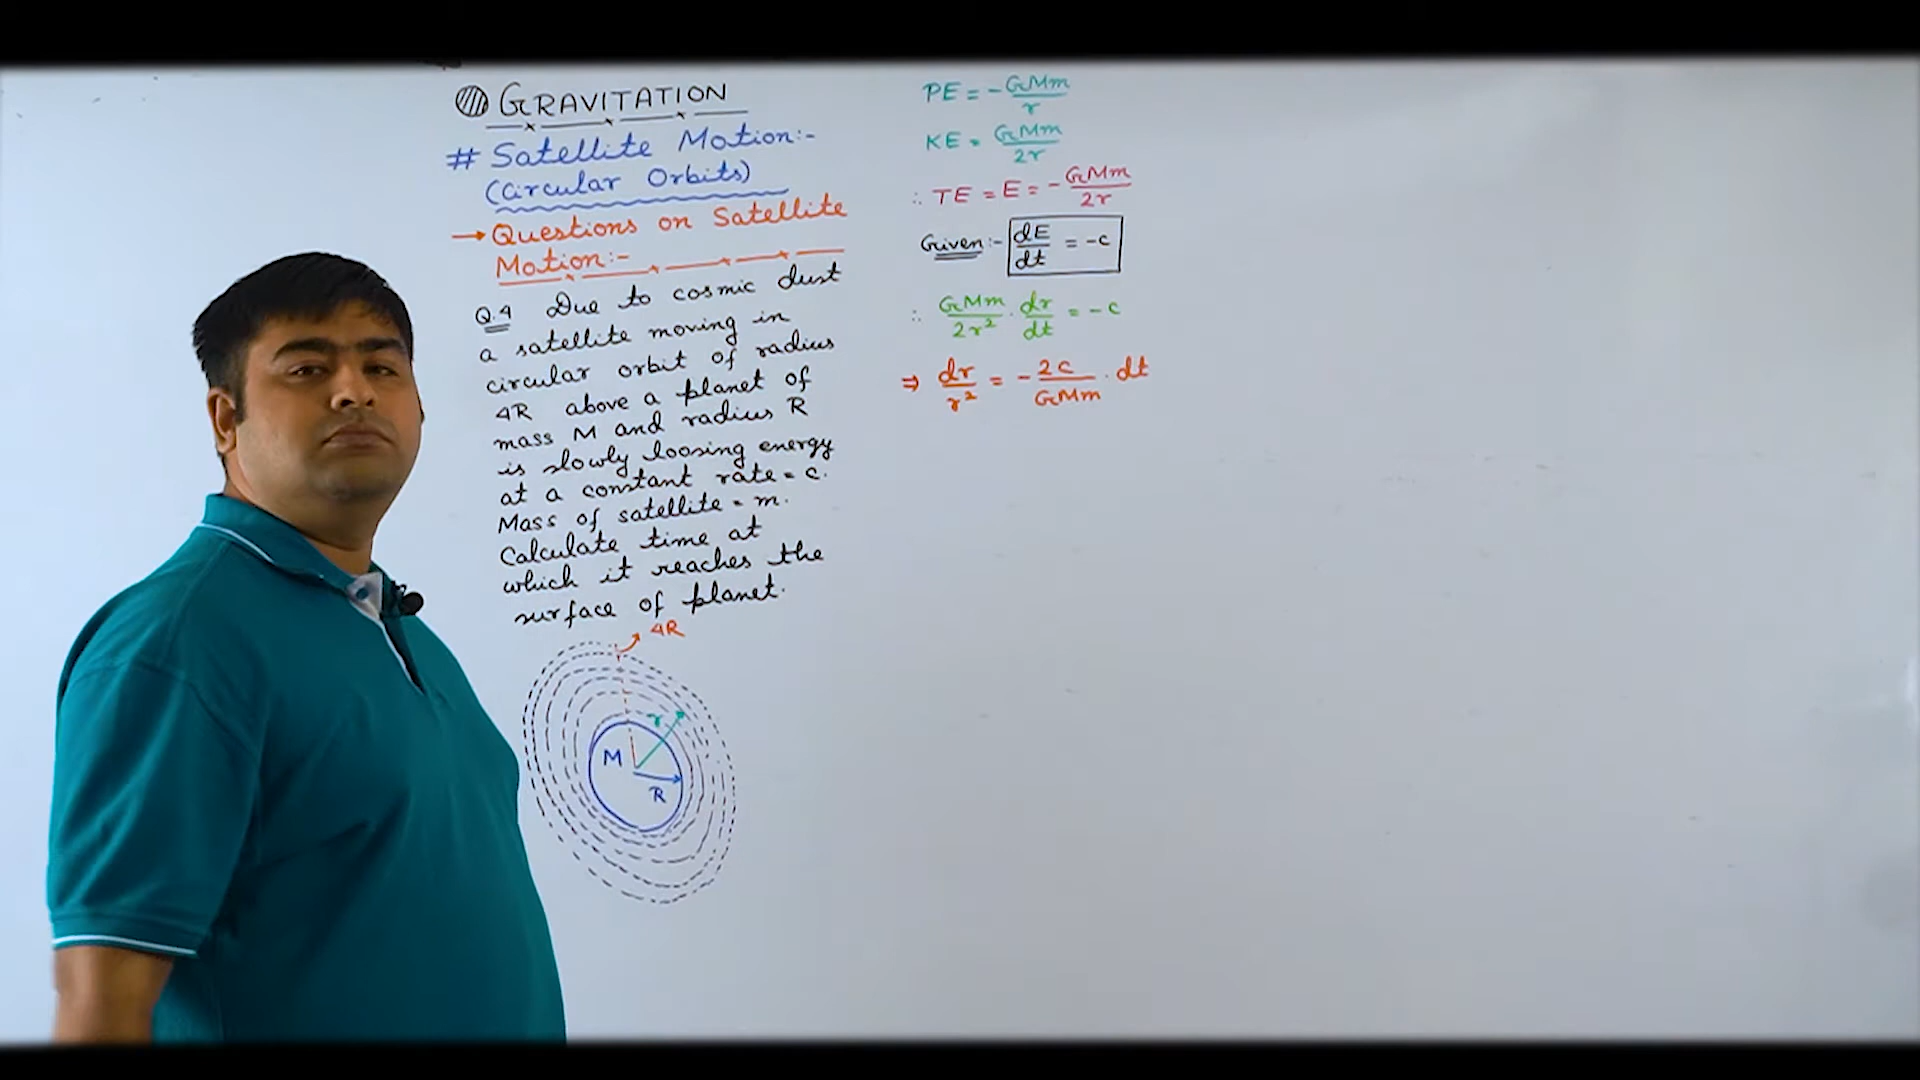 GRAVITATION
# Satellite Motion:-
(Circular Orbits)
→ Questions on Satellite
Motion:-
Q.4 Due to cosmic dust
a satellite moving in
circular orbit of radius
4R above a planet of
mass M and radius R
is slowly loosing energy
at a constant rate = c.
Mass of satellite = m.
Calculate time at
which it reaches the
surface of planet.
4R
r
M
R
PE = -GMm/r
KE = GMm/2r
∴ TE = E = -GMm/2r
Given:- dE/dt = -c
∴ GMm/2r² · dr/dt = -c
⇒ dr/r² = -2c/GMm · dt